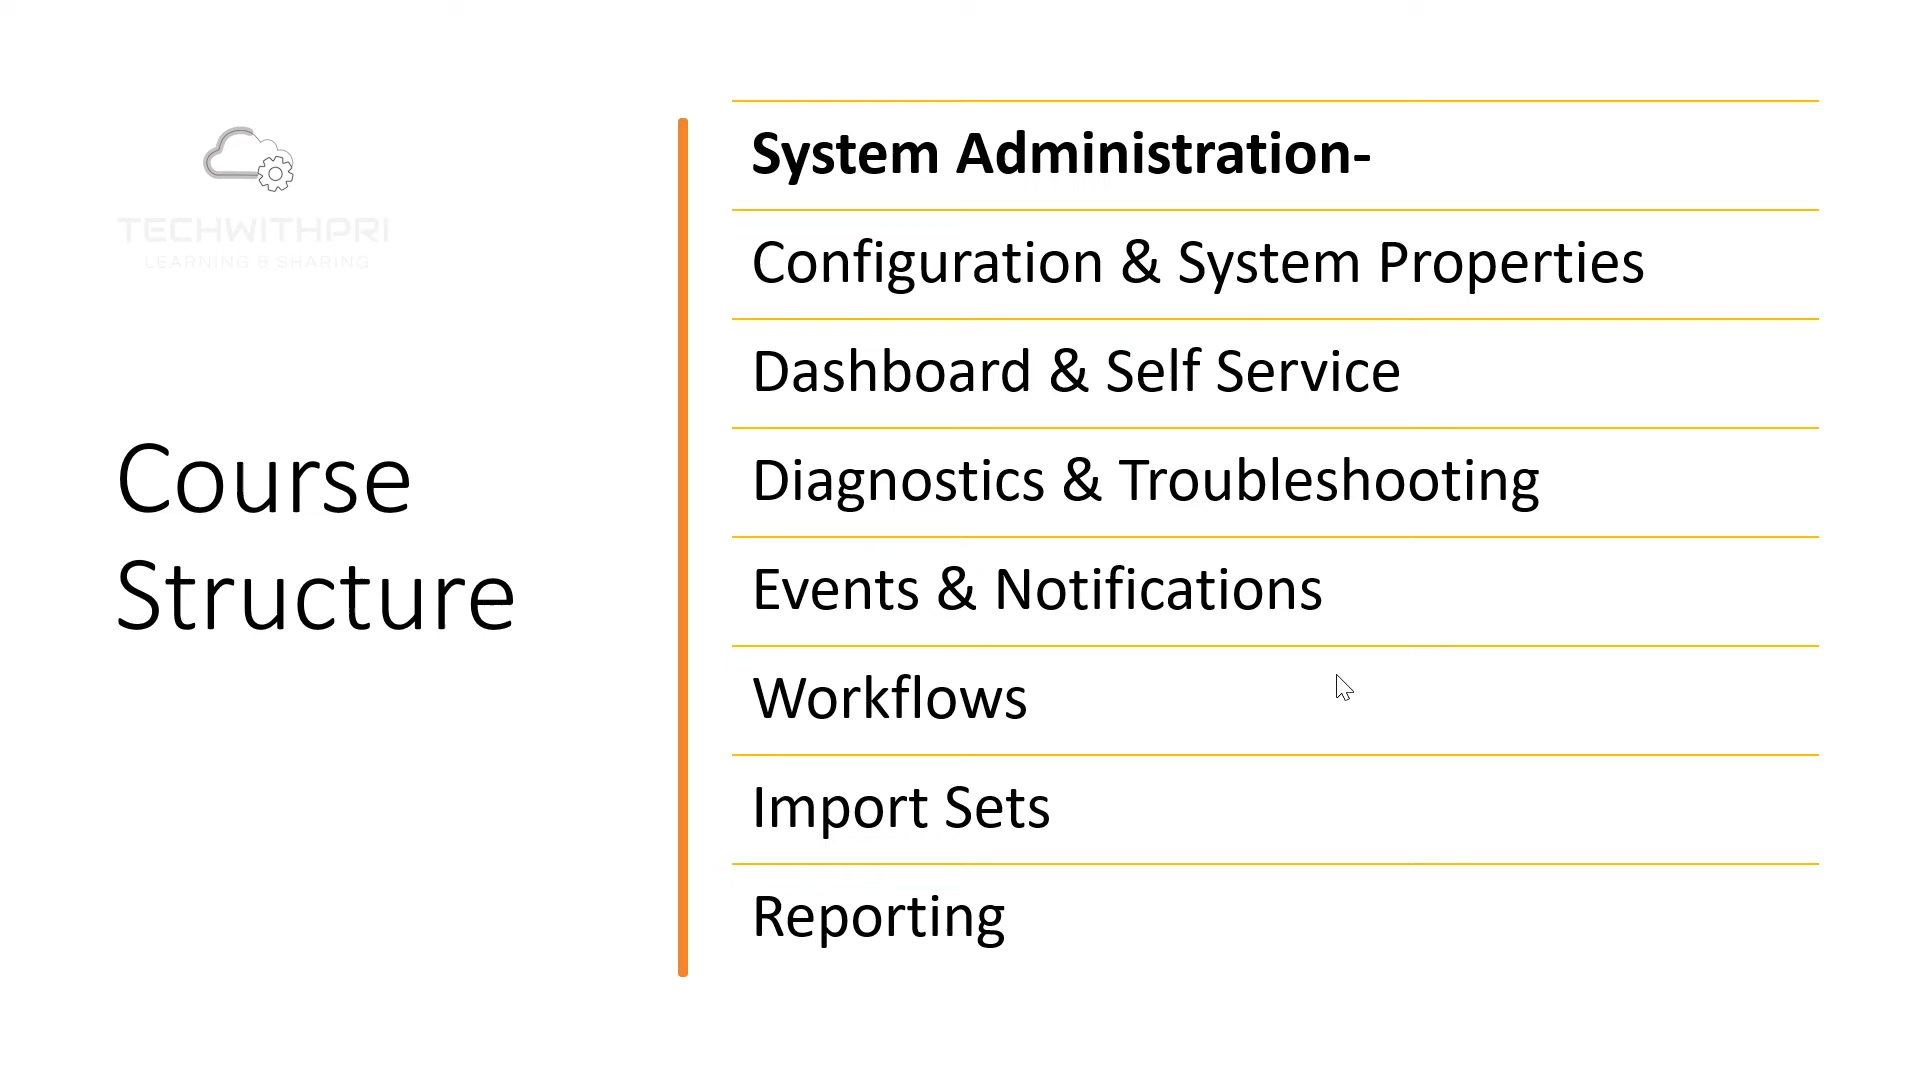 TECHWITHPRI
LEARNING & SHARING
Course
Structure
System Administration-
Configuration & System Properties
Dashboard & Self Service
Diagnostics & Troubleshooting
Events & Notifications
Workflows
Import Sets
Reporting